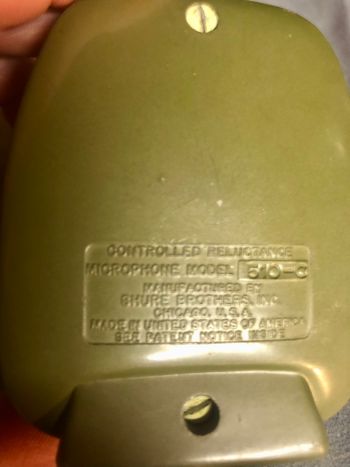 CONTROLLED RELUCTANCE
MICROPHONE MODEL 510-C
MANUFACTURED BY
SHURE BROTHERS, INC.
CHICAGO, U.S.A.
MADE IN UNITED STATES OF AMERICA
SEE PATENT NOTICE INSIDE